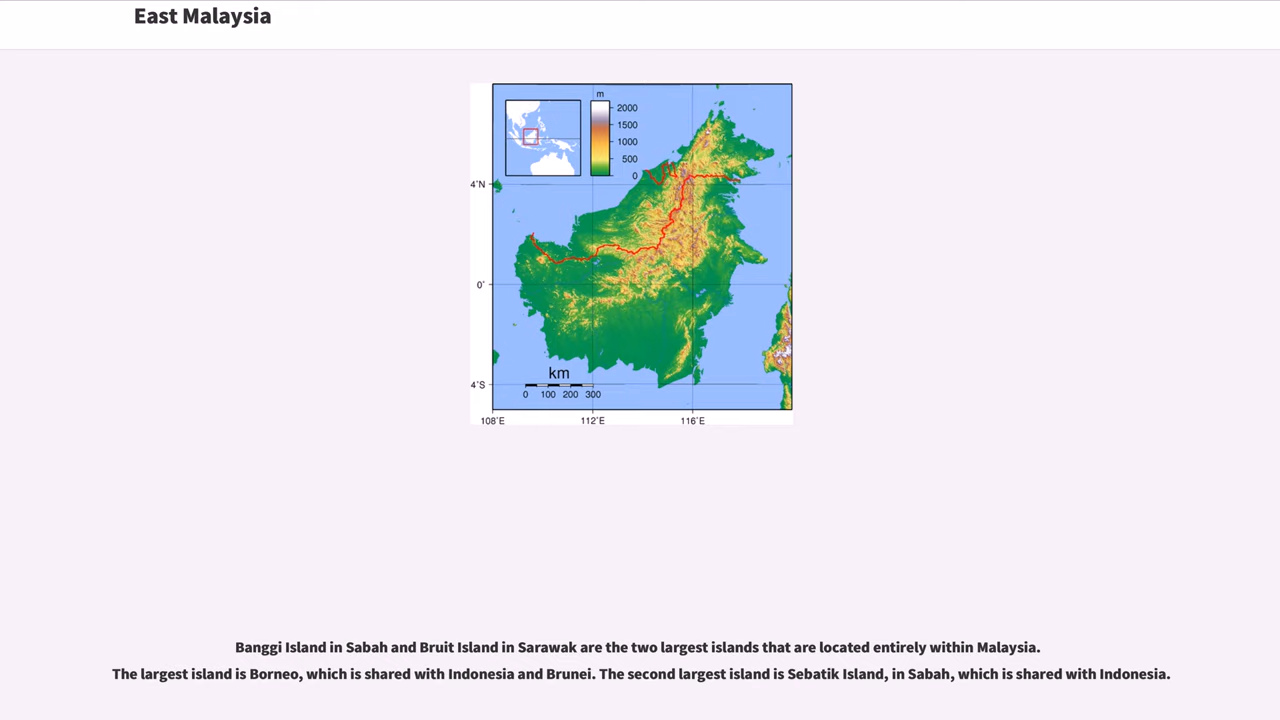 East Malaysia
m
2000
1500
1000
500
0
4˚N
0˚
4˚S
km
0 100 200 300
108˚E 112˚E 116˚E
Banggi Island in Sabah and Bruit Island in Sarawak are the two largest islands that are located entirely within Malaysia.
The largest island is Borneo, which is shared with Indonesia and Brunei. The second largest island is Sebatik Island, in Sabah, which is shared with Indonesia.